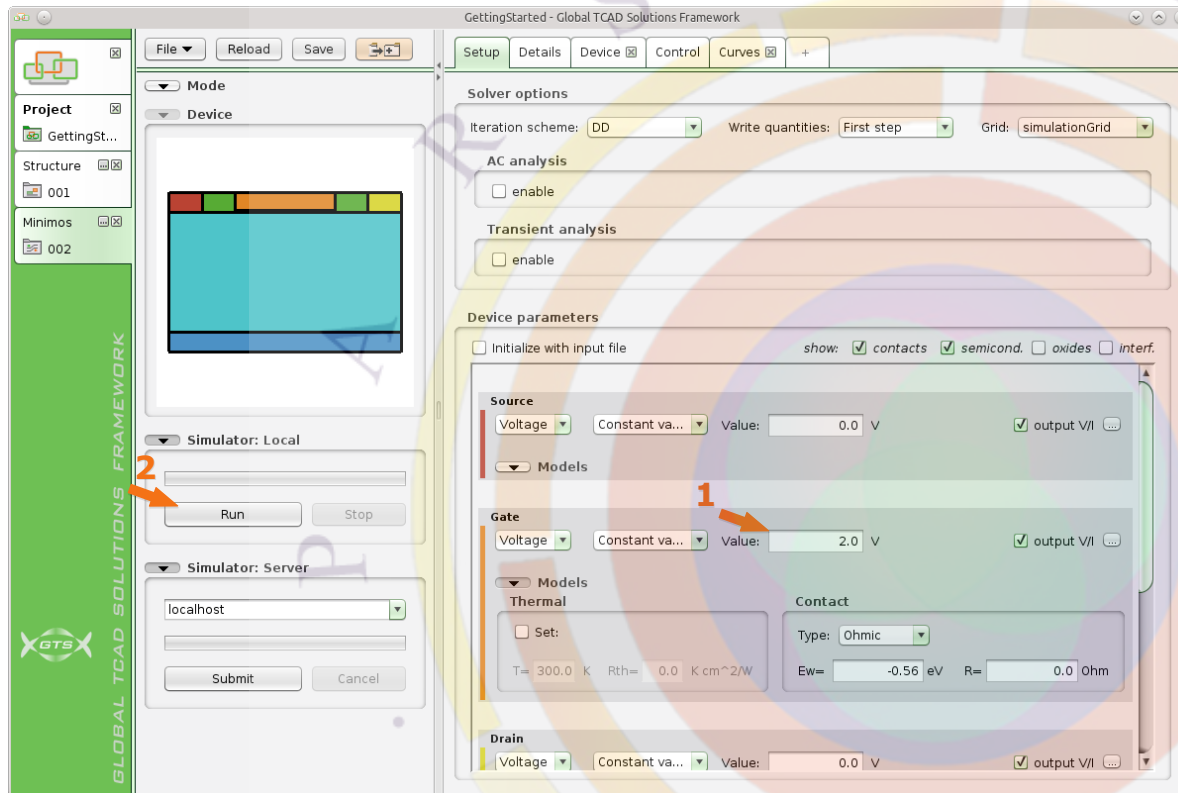 GettingStarted - Global TCAD Solutions Framework
File Reload Save
Setup Details Device Control Curves +
Project
GettingSt...
Structure
001
Minimos
002
GLOBAL TCAD SOLUTIONS FRAMEWORK
GTS
Mode
Device
Simulator: Local
2
Run Stop
Simulator: Server
localhost
Submit Cancel
Solver options
Iteration scheme: DD Write quantities: First step Grid: simulationGrid
AC analysis
enable
Transient analysis
enable
Device parameters
Initialize with input file show: contacts semicond. oxides interf.
Source
Voltage Constant va... Value: 0.0 V output V/I ...
Models
1
Gate
Voltage Constant va... Value: 2.0 V output V/I ...
Models
Thermal Contact
Set: Type: Ohmic
T= 300.0 K Rth= 0.0 K cm^2/W Ew= -0.56 eV R= 0.0 Ohm
Drain
Voltage Constant va... Value: 0.0 V output V/I ...
. P A R S